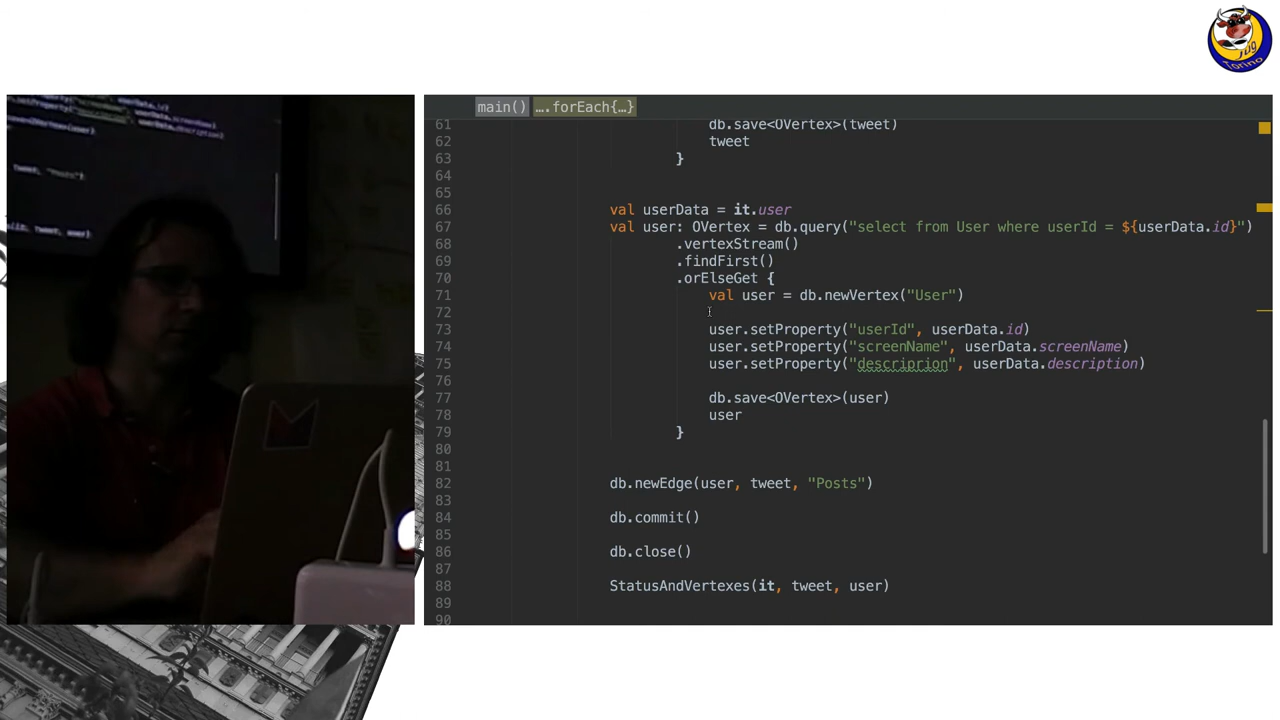 Jug
Torino
main() ….forEach{…}
61 db.save<OVertex>(tweet)
62 tweet
63 }
64
65
66 val userData = it.user
67 val user: OVertex = db.query("select from User where userId = ${userData.id}")
68 .vertexStream()
69 .findFirst()
70 .orElseGet {
71 val user = db.newVertex("User")
72
73 user.setProperty("userId", userData.id)
74 user.setProperty("screenName", userData.screenName)
75 user.setProperty("descriprion", userData.description)
76
77 db.save<OVertex>(user)
78 user
79 }
80
81
82 db.newEdge(user, tweet, "Posts")
83
84 db.commit()
85
86 db.close()
87
88 StatusAndVertexes(it, tweet, user)
89
90